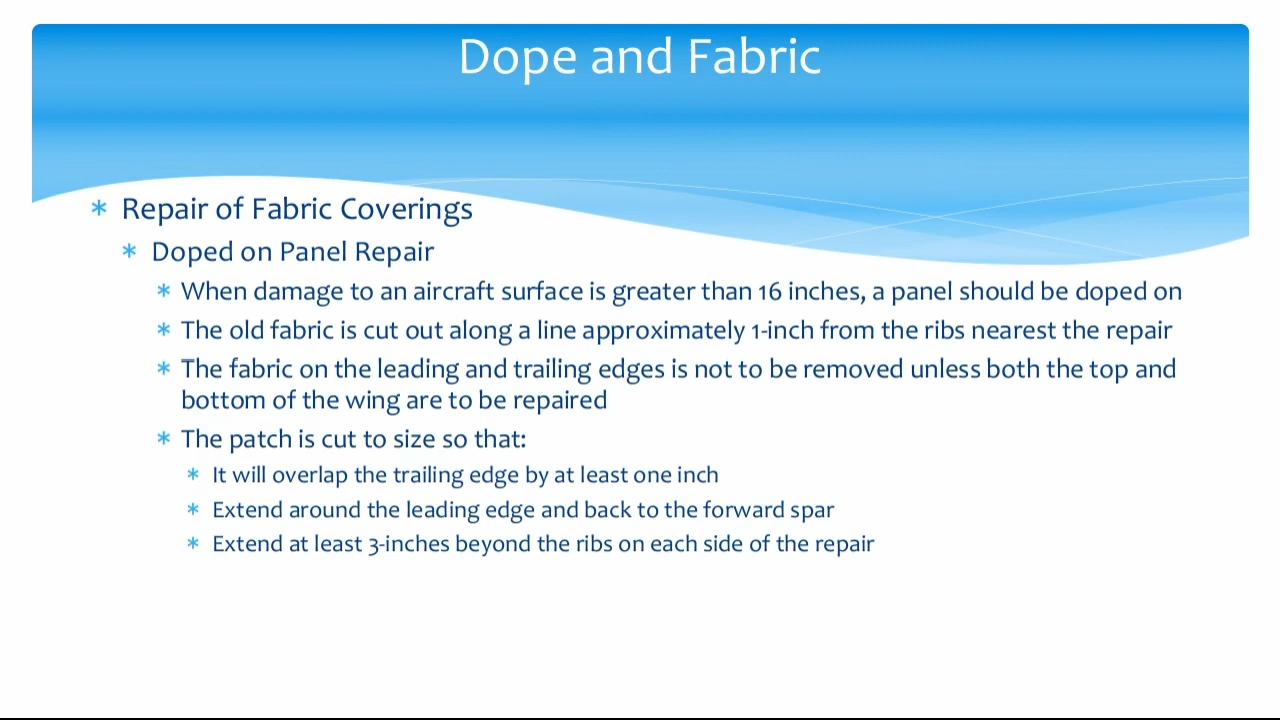 Dope and Fabric
* Repair of Fabric Coverings
* Doped on Panel Repair
* When damage to an aircraft surface is greater than 16 inches, a panel should be doped on
* The old fabric is cut out along a line approximately 1-inch from the ribs nearest the repair
* The fabric on the leading and trailing edges is not to be removed unless both the top and
bottom of the wing are to be repaired
* The patch is cut to size so that:
* It will overlap the trailing edge by at least one inch
* Extend around the leading edge and back to the forward spar
* Extend at least 3-inches beyond the ribs on each side of the repair